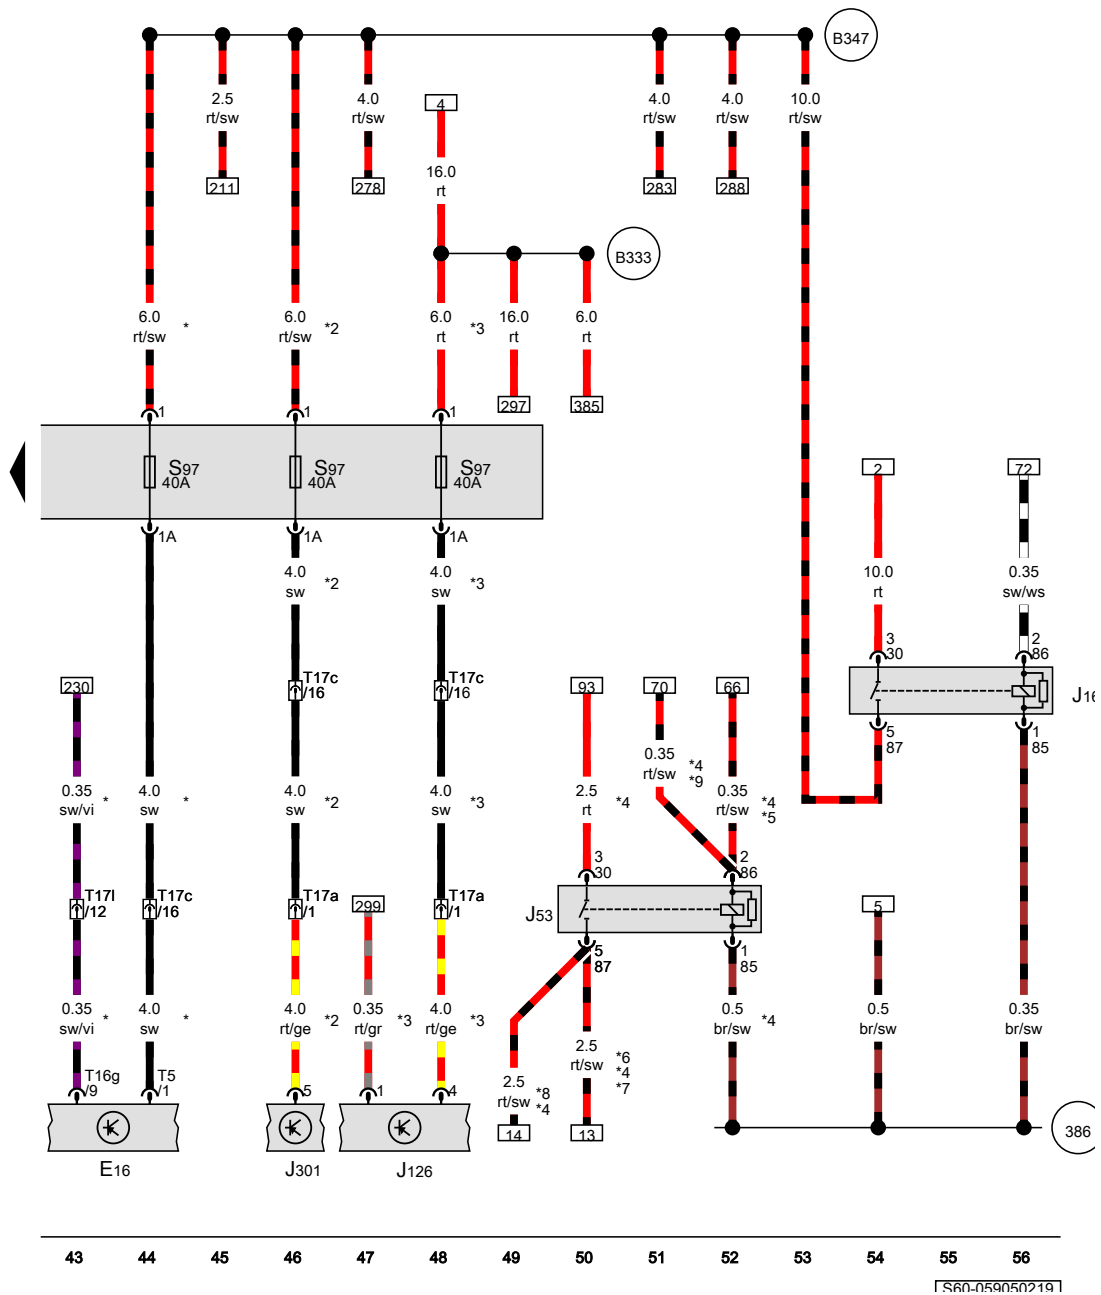 B347
2.5
rt/sw
4.0
rt/sw
4
4.0
rt/sw
4.0
rt/sw
10.0
rt/sw
16.0
rt
211
278
283
288
B333
6.0
rt/sw
*
6.0
rt/sw
*2
6.0
rt
*3
16.0
rt
6.0
rt
297
385
1
1
1
S97
40A
S97
40A
S97
40A
2
72
1A
1A
1A
4.0
sw
*2
4.0
sw
*3
10.0
rt
0.35
sw/ws
3
30
2
86
230
T17c
/16
T17c
/16
93
70
66
J16
5
87
1
85
0.35
sw/vi
*
4.0
sw
*
4.0
sw
*2
4.0
sw
*3
2.5
rt
*4
0.35
rt/sw
*4
*9
0.35
rt/sw
*4
*5
3
30
2
86
T17l
/12
T17c
/16
T17a
/1
299
T17a
/1
J53
5
5
87
1
85
0.35
sw/vi
*
4.0
sw
*
4.0
rt/ge
*2
0.35
rt/gr
*3
4.0
rt/ge
*3
0.5
br/sw
*4
0.5
br/sw
0.35
br/sw
2.5
rt/sw
*6
*4
*7
2.5
rt/sw
*8
*4
T16g
/9
T5
/1
5
1
4
14
13
386
E16
J301
J126
43 44 45 46 47 48 49 50 51 52 53 54 55 56
S60-059050219